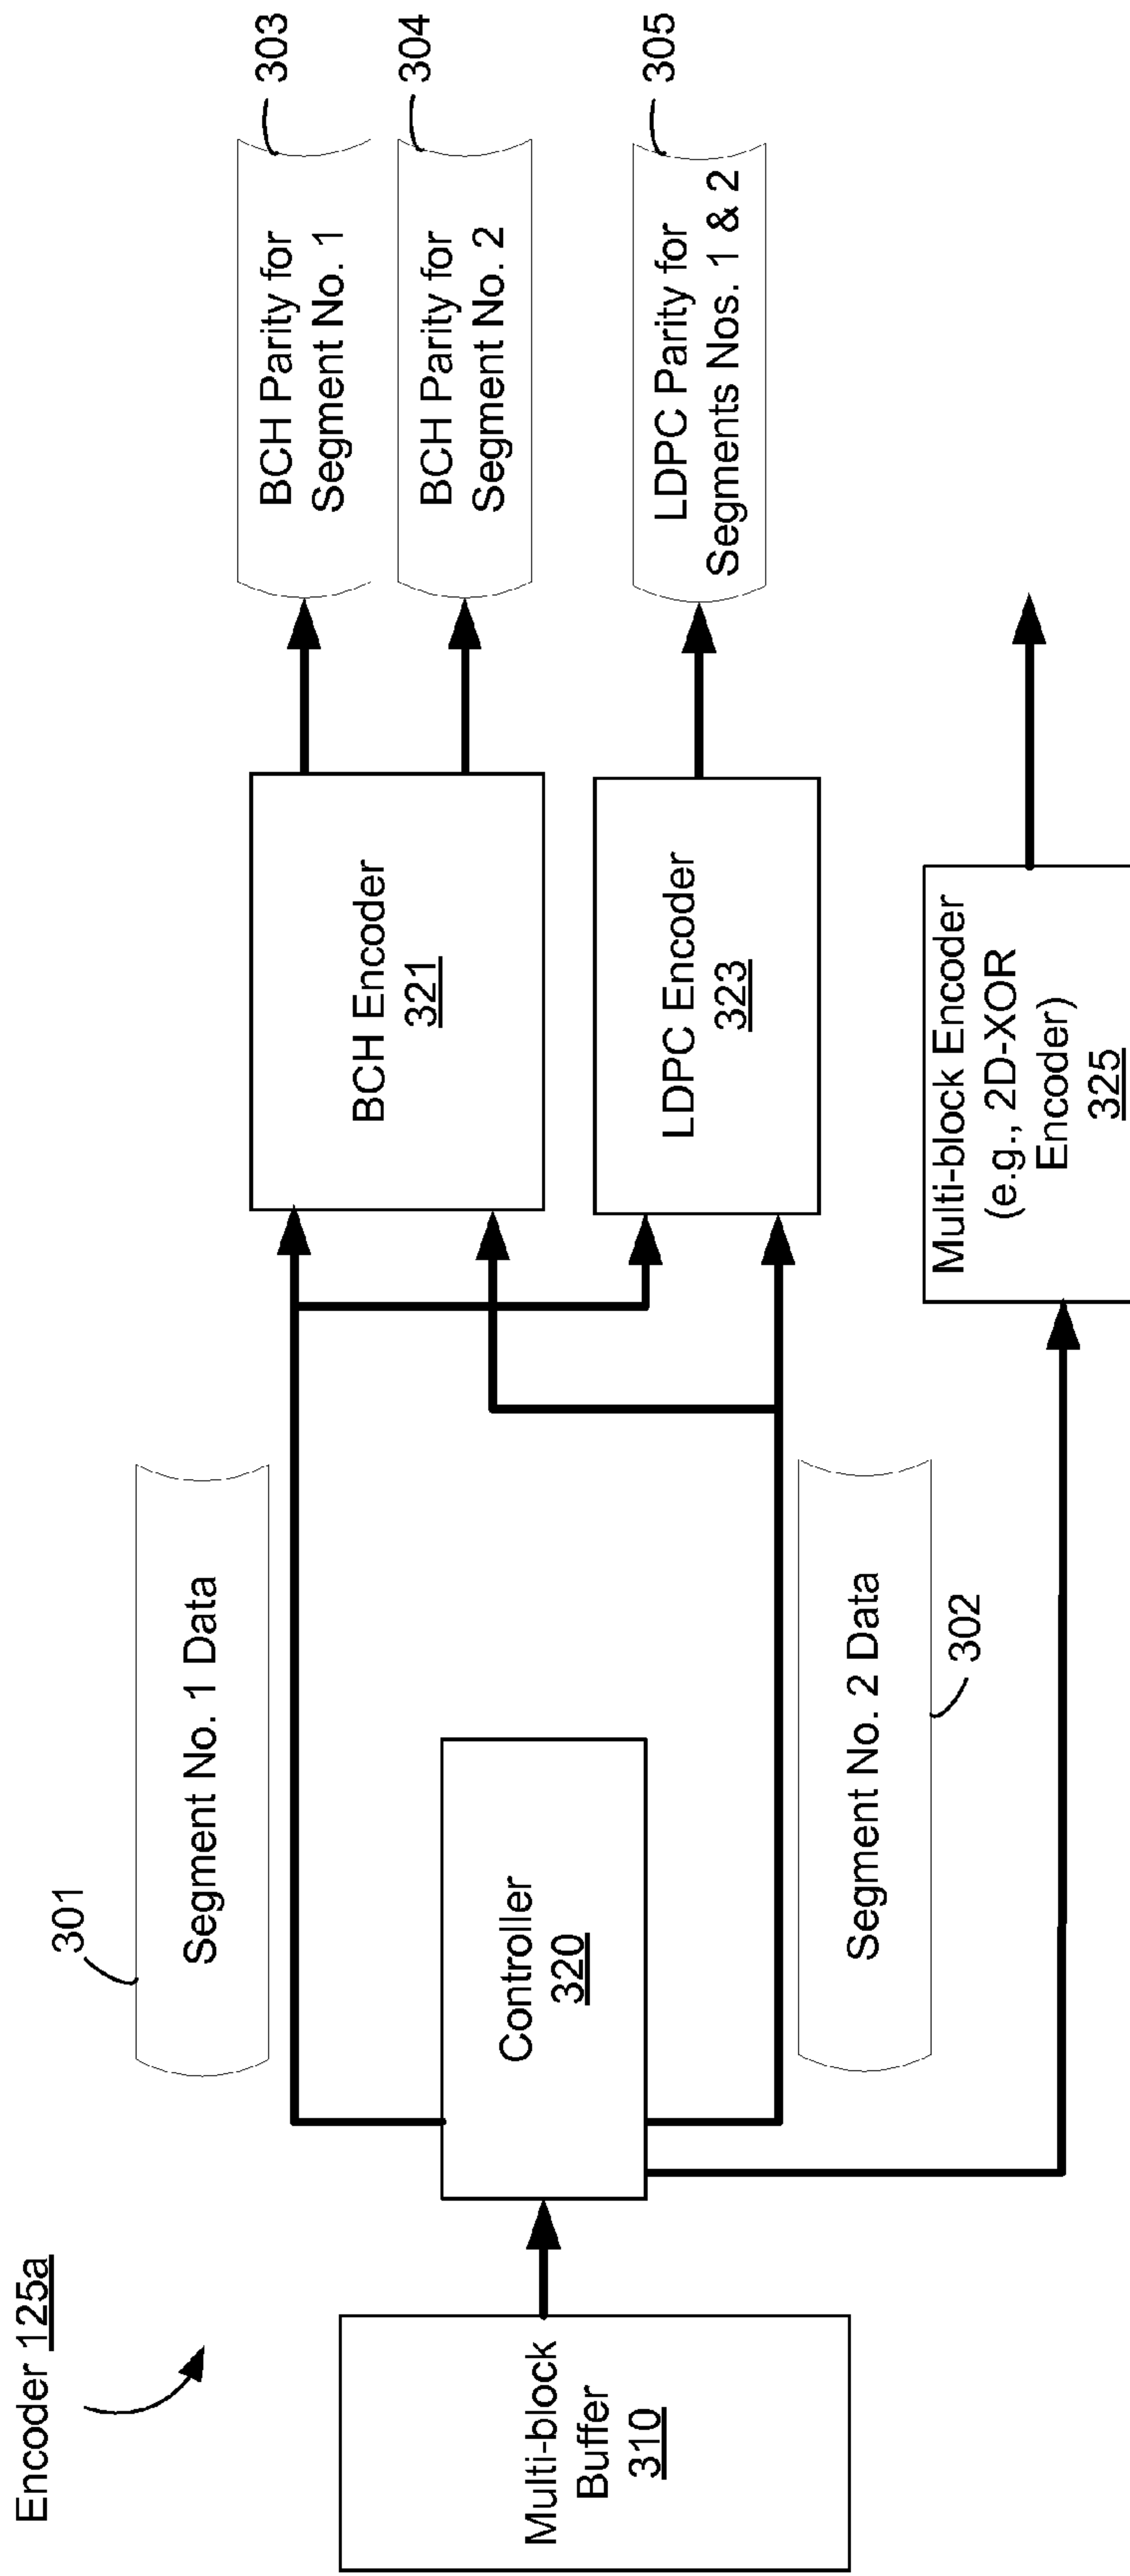 Encoder 125a
Multi-block
Buffer
310
Controller
320
301
Segment No. 1 Data
Segment No. 2 Data
302
BCH Encoder
321
LDPC Encoder
323
Multi-block Encoder
(e.g., 2D-XOR
Encoder)
325
BCH Parity for
Segment No. 1
303
BCH Parity for
Segment No. 2
304
LDPC Parity for
Segments Nos. 1 & 2
305